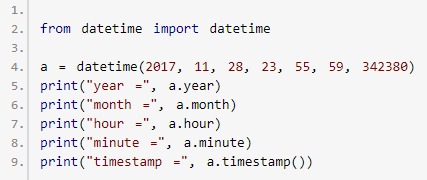 1.
2. from datetime import datetime
3.
4. a = datetime(2017, 11, 28, 23, 55, 59, 342380)
5. print("year =", a.year)
6. print("month =", a.month)
7. print("hour =", a.hour)
8. print("minute =", a.minute)
9. print("timestamp =", a.timestamp())